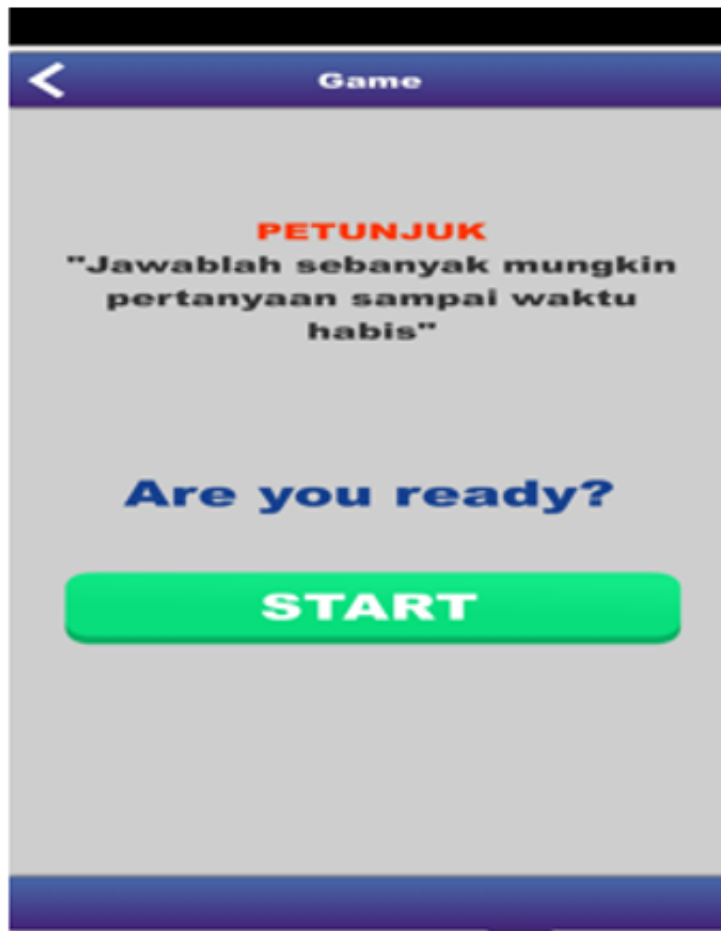 Game
PETUNJUK
"Jawablah sebanyak mungkin
pertanyaan sampai waktu
habis"
Are you ready?
START